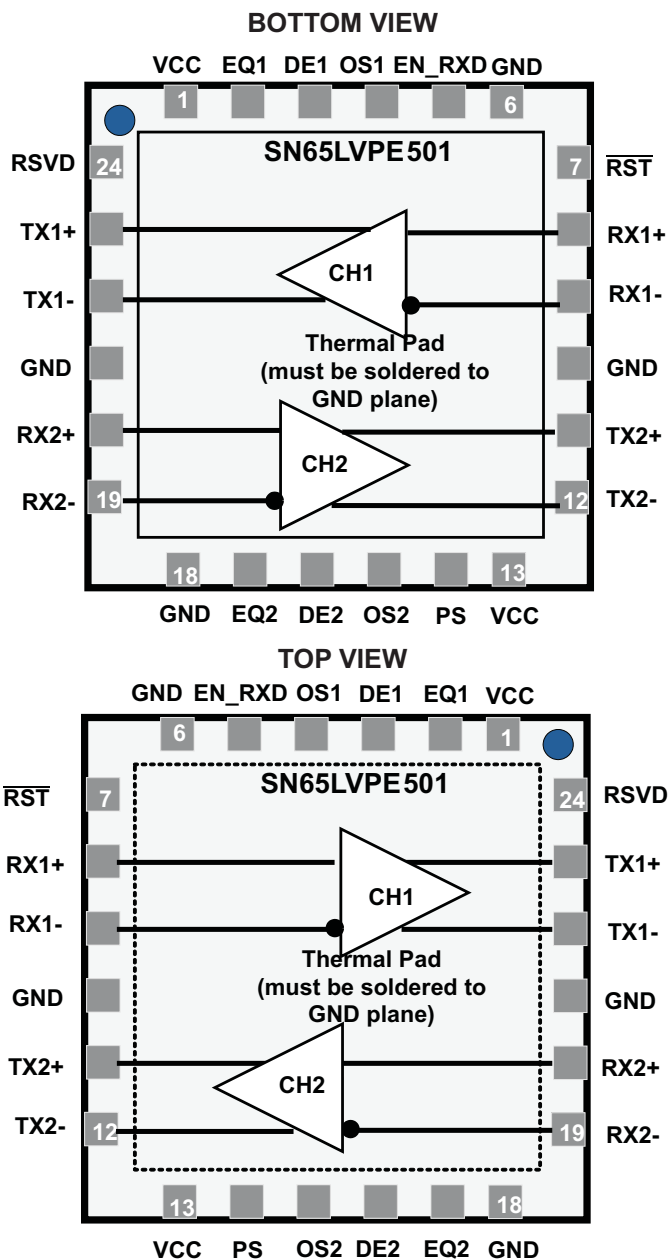 BOTTOM VIEW
VCC EQ1 DE1 OS1 EN_RXD GND
1 6
SN65LVPE501
RSVD 24 7 RST
TX1+ RX1+
CH1
TX1- RX1-
Thermal Pad
GND (must be soldered to GND
GND plane)
RX2+ TX2+
CH2
RX2- 19 12 TX2-
18 13
GND EQ2 DE2 OS2 PS VCC
TOP VIEW
GND EN_RXD OS1 DE1 EQ1 VCC
6 1
SN65LVPE501
RST 7 24 RSVD
RX1+ TX1+
CH1
RX1- TX1-
Thermal Pad
(must be soldered to
GND GND
GND plane)
TX2+ RX2+
CH2
TX2- 12 19 RX2-
13 18
VCC PS OS2 DE2 EQ2 GND